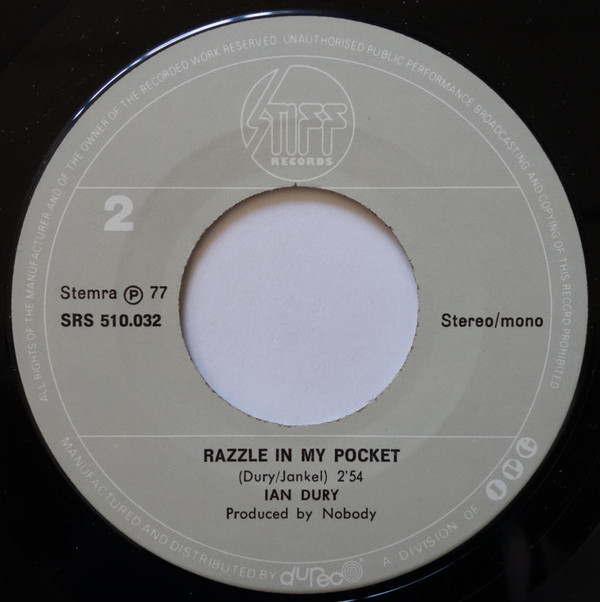 ALL RIGHTS OF THE MANUFACTURER AND OF THE OWNER OF THE RECORDED WORK RESERVED UNAUTHORISED PUBLIC PERFORMANCE BROADCASTING AND COPYING OF THIS RECORD PROHIBITED
STIFF
RECORDS
2
Stemra Ⓟ 77
SRS 510.032
Stereo/mono
RAZZLE IN MY POCKET
(Dury/Jankel) 2'54
IAN DURY
Produced by Nobody
MANUFACTURED AND DISTRIBUTED BY dureco A DIVISION OF